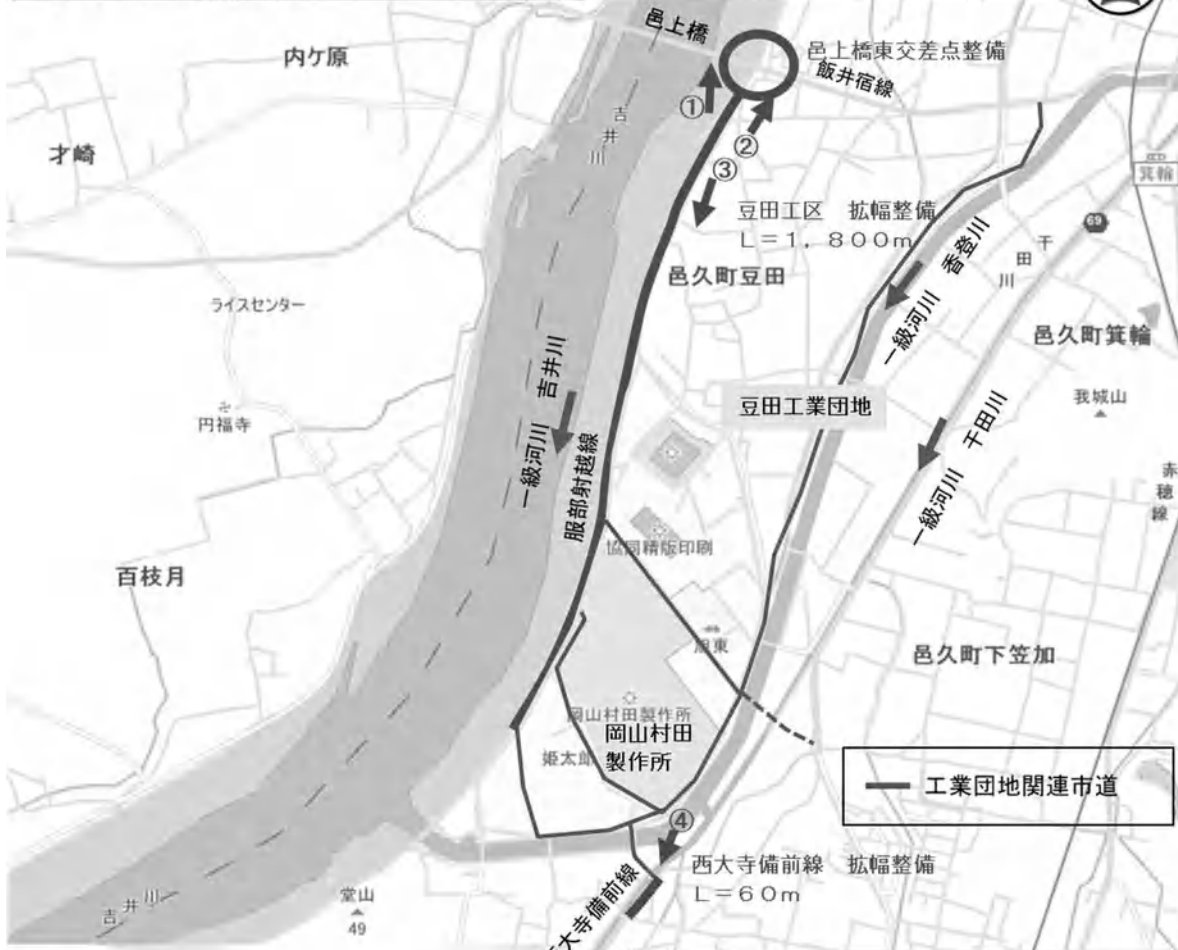 邑上橋
邑上橋東交差点整備
内ケ原
飯井宿線
①
吉井川
②
才崎
③
箕輪
豆田工区 拡幅整備
L=1,800m
69
干田川
香登川
一級河川
邑久町豆田
ライスセンター
邑久町箕輪
吉井川
一級河川
豆田工業団地
我城山
円福寺
干田川
一級河川
服部射越線
赤穂線
協同精版印刷
百枝月
邑久町下笠加
岡山村田製作所
岡山村田
製作所
姫太郎
工業団地関連市道
④
西大寺備前線 拡幅整備
L=60m
大寺備前線
吉井川
堂山
49